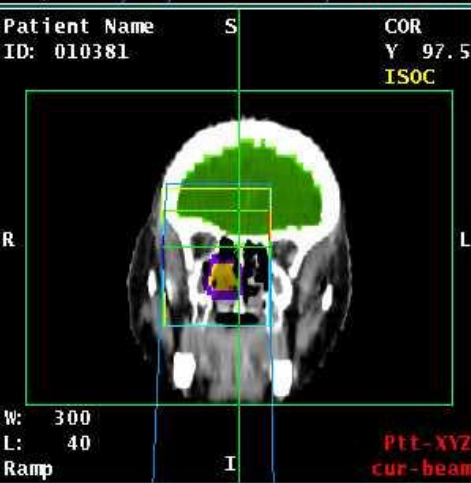 Patient Name
S
COR
ID: 010381
Y 97.5
ISOC
R
L
W: 300
L: 40
Ptt-XYZ
Ramp
I
cur-beam